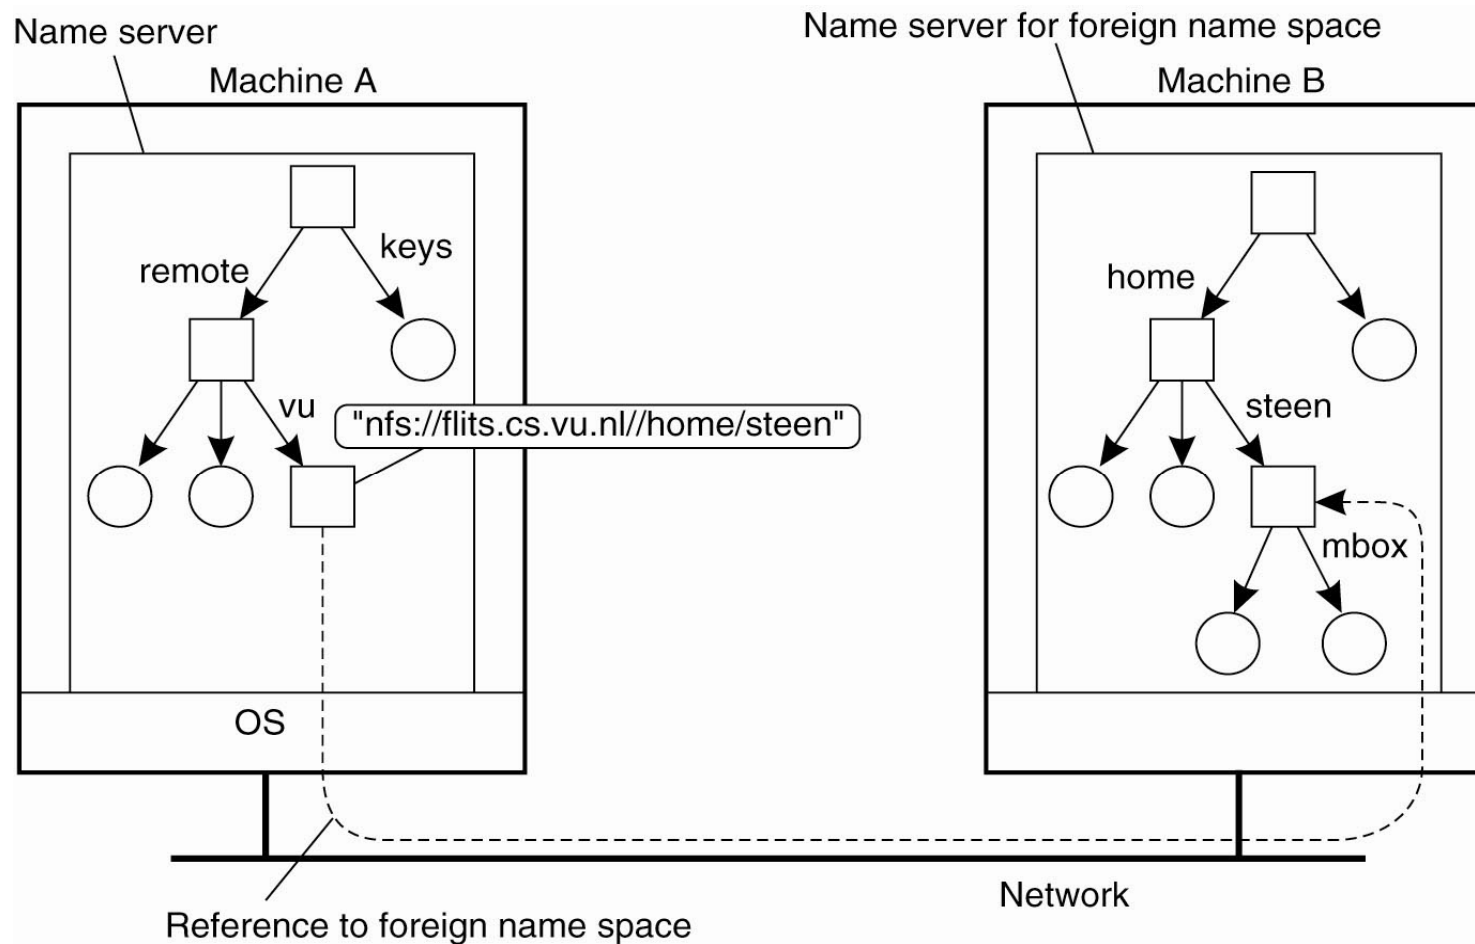 Name server
Name server for foreign name space
Machine A
Machine B
keys
remote
home
vu
"nfs://flits.cs.vu.nl//home/steen"
steen
mbox
OS
Network
Reference to foreign name space